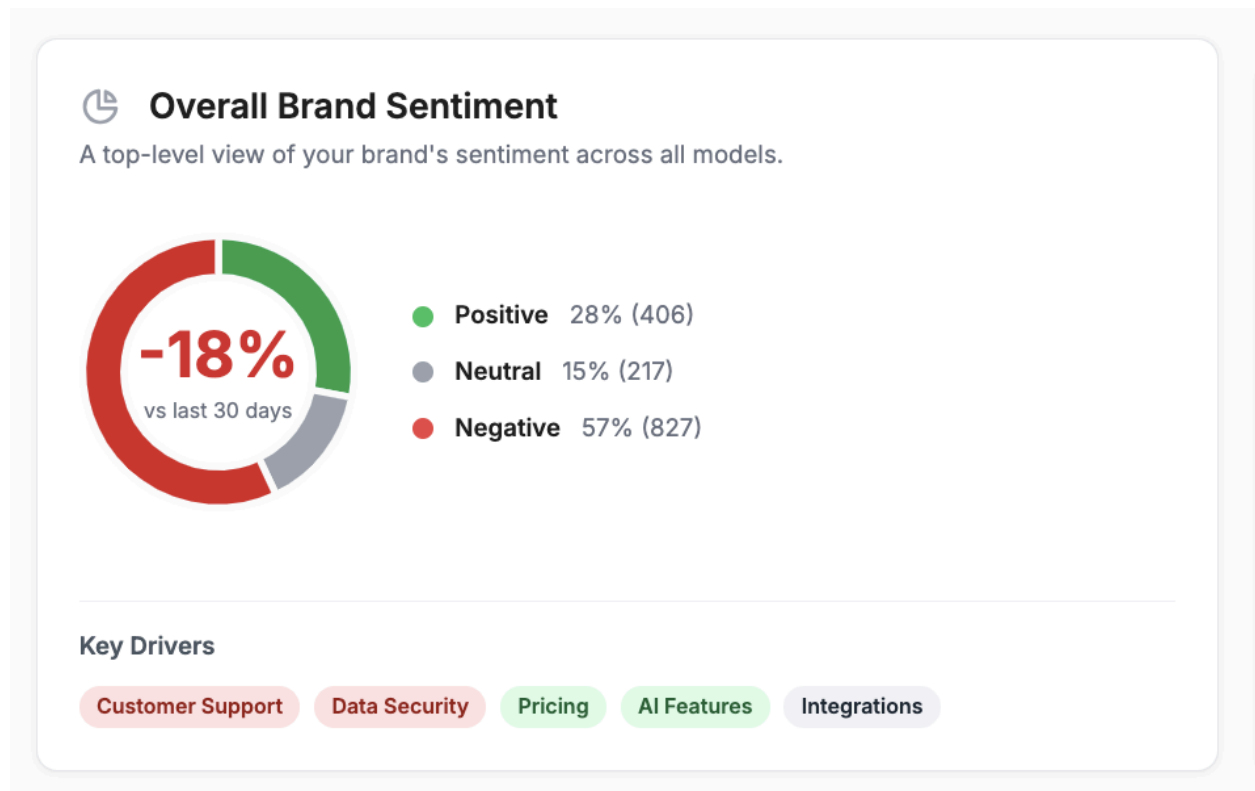 Overall Brand Sentiment
A top-level view of your brand's sentiment across all models.
-18%
vs last 30 days
Positive 28% (406)
Neutral 15% (217)
Negative 57% (827)
Key Drivers
Customer Support Data Security Pricing AI Features Integrations